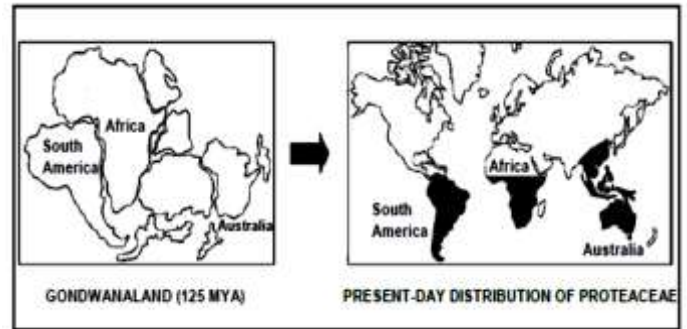 Africa
South
America
Australia
GONDWANALAND (125 MYA)
Africa
South
America
Australia
PRESENT-DAY DISTRIBUTION OF PROTEACEAE